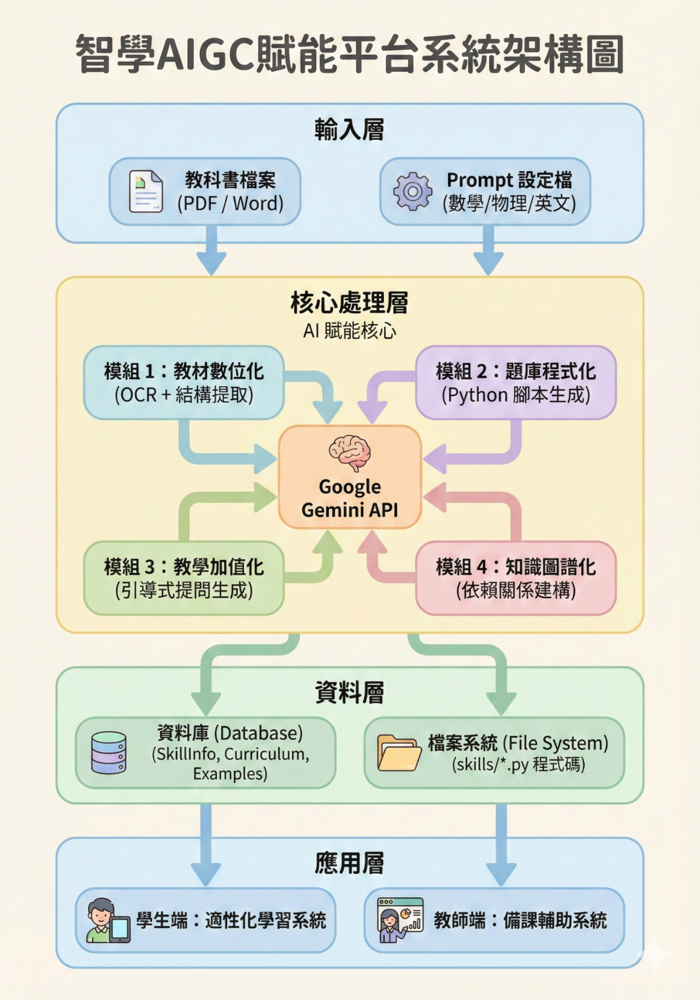 智學AIGC賦能平台系統架構圖
輸入層
教科書檔案
(PDF / Word)
Prompt 設定檔
(數學/物理/英文)
核心處理層
AI 賦能核心
模組 1：教材數位化
(OCR + 結構提取)
模組 2：題庫程式化
(Python 腳本生成)
Google
Gemini API
模組 3：教學加值化
(引導式提問生成)
模組 4：知識圖譜化
(依賴關係建構)
資料層
資料庫 (Database)
(SkillInfo, Curriculum,
Examples)
檔案系統 (File System)
(skills/*.py 程式碼)
應用層
學生端：適性化學習系統
教師端：備課輔助系統